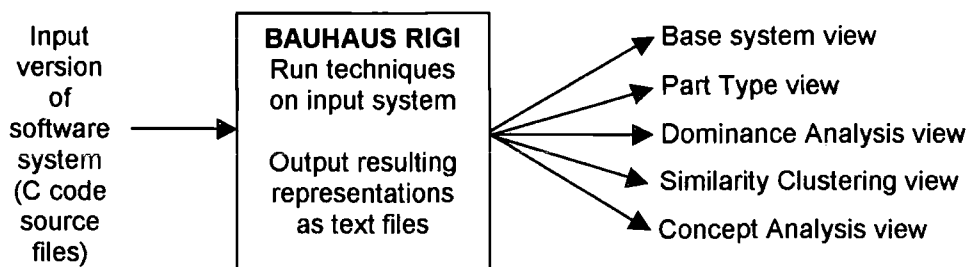 Input
version
of
software
system
(C code
source
files)
BAUHAUS RIGI
Run techniques
on input system
Output resulting
representations
as text files
Base system view
Part Type view
Dominance Analysis view
Similarity Clustering view
Concept Analysis view